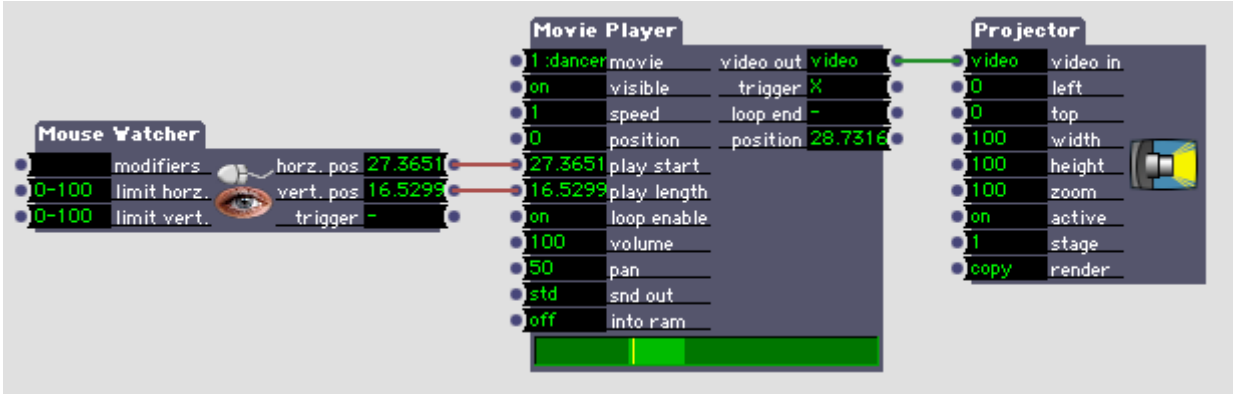 Mouse Watcher
modifiers horz. pos 27.3651
0-100 limit horz. vert. pos 16.5299
0-100 limit vert. trigger -
Movie Player
1 :dancer movie video out video
on visible trigger X
1 speed loop end -
0 position position 28.7316
27.3651 play start
16.5299 play length
on loop enable
100 volume
50 pan
std snd out
off into ram
Projector
video video in
0 left
0 top
100 width
100 height
100 zoom
on active
1 stage
copy render